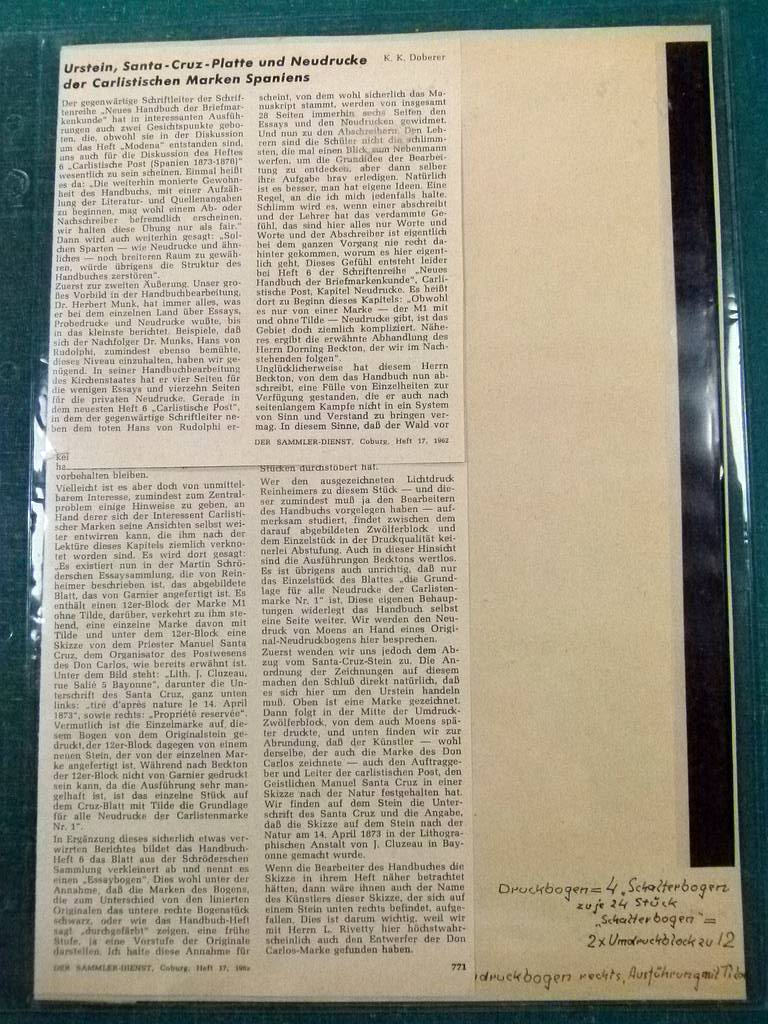 Urstein, Santa-Cruz-Platte und Neudrucke
der Carlistischen Marken Spaniens
K. K. Doberer
Der gegenwärtige Schriftleiter der Schrif-
tenreihe „Neues Handbuch der Briefmar-
kenkunde“ hat in interessanten Ausfüh-
rungen auch zwei Gesichtspunkte gebo-
ten, die, obwohl sie in der Diskussion
um das Heft „Modena“ entstanden sind,
uns auch für die Diskussion des Heftes
6 „Carlistische Post (Spanien 1873-1876)“
wesentlich zu sein scheinen. Einmal heißt
es da: „Die weiterhin monierte Gewohn-
heit des Handbuchs, mit einer Aufzäh-
lung der Literatur- und Quellenangaben
zu beginnen, mag wohl einem Ab- oder
Nachschreiber befremdlich erscheinen,
wir halten diese Übung nur als fair.“
Dann wird auch weiterhin gesagt: „Sol-
chen Sparten — wie Neudrucke und ähn-
liches — noch breiteren Raum zu gewäh-
ren, würde übrigens die Struktur des
Handbuches zerstören“.
Zuerst zur zweiten Äußerung. Unser gro-
ßes Vorbild in der Handbuchbearbeitung,
Dr. Herbert Munk, hat immer alles, was
er bei dem einzelnen Land über Essays,
Probedrucke und Neudrucke wußte, bis
in das kleinste berichtet. Beispiele, daß
sich der Nachfolger Dr. Munks, Hans von
Rudolphi, zumindest ebenso bemühte,
dieses Niveau einzuhalten, haben wir ge-
nügend. In seiner Handbuchbearbeitung
des Kirchenstaates hat er vier Seiten für
die wenigen Essays und vierzehn Seiten
für die privaten Neudrucke. Gerade in
dem neuesten Heft 6 „Carlistische Post“,
in dem der gegenwärtige Schriftleiter ne-
ben dem toten Hans von Rudolphi er-
scheint, von dem wohl sicherlich das Ma-
nuskript stammt, werden von insgesamt
28 Seiten immerhin sechs Seiten den
Essays und den Neudrucken gewidmet.
Und nun zu den Abschreibern. Den Leh-
rern sind die Schüler nicht die schlimm-
sten, die mal einen Blick zum Nebenmann
werfen, um die Grundidee der Bearbei-
tung zu entdecken, aber dann selber
ihre Aufgabe brav erledigen. Natürlich
ist es besser, man hat eigene Ideen. Eine
Regel, an die ich mich jedenfalls halte.
Schlimm wird es, wenn einer abschreibt
und der Lehrer hat das verdammte Ge-
fühl, das sind hier alles nur Worte und
Worte und der Abschreiber ist eigentlich
bei dem ganzen Vorgang nie recht da-
hinter gekommen, worum es hier eigent-
lich geht. Dieses Gefühl entsteht leider
bei Heft 6 der Schriftenreihe „Neues
Handbuch der Briefmarkenkunde“, Carli-
stische Post, Kapitel Neudrucke. Es heißt
dort zu Beginn dieses Kapitels: „Obwohl
es nur von einer Marke — der M1 mit
und ohne Tilde — Neudrucke gibt, ist das
Gebiet doch ziemlich kompliziert. Nähe-
res ergibt die erwähnte Abhandlung des
Herrn Dorning Beckton, der wir im Nach-
stehenden folgen“.
Unglücklicherweise hat diesem Herrn
Beckton, von dem das Handbuch nun ab-
schreibt, eine Fülle von Einzelheiten zur
Verfügung gestanden, die er auch nach
seitenlangem Kampfe nicht in ein System
von Sinn und Verstand zu bringen ver-
mag. In diesem Sinne, daß der Wald vor
DER SAMMLER-DIENST, Coburg, Heft 17, 1962
kei
ha
vorbehalten bleiben.
Vielleicht ist es aber doch von unmittel-
barem Interesse, zumindest zum Zentral-
problem einige Hinweise zu geben, an
Hand derer sich der Interessent Carlisti-
scher Marken seine Ansichten selbst wei-
ter entwirren kann, die ihm nach der
Lektüre dieses Kapitels ziemlich verkno-
tet worden sind. Es wird dort gesagt:
„Es existiert nun in der Martin Schrö-
derschen Essaysammlung, die von Rein-
heimer beschrieben ist, das abgebildete
Blatt, das von Garnier angefertigt ist. Es
enthält einen 12er-Block der Marke M1
ohne Tilde, darüber, verkehrt zu ihm ste-
hend, eine einzelne Marke davon mit
Tilde und unter dem 12er-Block eine
Skizze von dem Priester Manuel Santa
Cruz, dem Organisator des Postwesens
des Don Carlos, wie bereits erwähnt ist.
Unter dem Bild steht: „Lith. J. Cluzeau,
rue Salié 5 Bayonne“, darunter die Un-
terschrift des Santa Cruz, ganz unten
links: „tiré d'après nature le 14. April
1873“, sowie rechts: „Propriété reservée“.
Vermutlich ist die Einzelmarke auf die-
sem Bogen von dem Originalstein ge-
druckt, der 12er-Block dagegen von einem
neuen Stein, der von der einzelnen Mar-
ke angefertigt ist. Während nach Beckton
der 12er-Block nicht von Garnier gedruckt
sein kann, da die Ausführung sehr man-
gelhaft ist, ist das einzelne Stück auf
dem Cruz-Blatt mit Tilde die Grundlage
für alle Neudrucke der Carlistenmarke
Nr. 1“.
In Ergänzung dieses sicherlich etwas ver-
wirrten Berichtes bildet das Handbuch-
Heft 6 das Blatt aus der Schröderschen
Sammlung verkleinert ab und nennt es
einen „Essaybogen“. Dies wohl unter der
Annahme, daß die Marken des Bogens,
die zum Unterschied von den linierten
Originalen das untere rechte Bogenstück
schwarz, oder wie das Handbuch-Heft
sagt „durchgefärbt“ zeigen, eine frühe
Stufe, ja eine Vorstufe der Originale
darstellen. Ich halte diese Annahme für
DER SAMMLER-DIENST, Coburg, Heft 17, 1962
Stücken durchstöbert hat.
Wer den ausgezeichneten Lichtdruck
Reinheimers zu diesem Stück — und die-
ser zumindest muß ja den Bearbeitern
des Handbuchs vorgelegen haben — auf-
merksam studiert, findet zwischen dem
darauf abgebildeten Zwölferblock und
dem Einzelstück in der Druckqualität kei-
nerlei Abstufung. Auch in dieser Hinsicht
sind die Ausführungen Becktons wertlos.
Es ist übrigens auch unrichtig, daß nur
das Einzelstück des Blattes „die Grund-
lage für alle Neudrucke der Carlisten-
marke Nr. 1“ ist. Diese eigenen Behaup-
tungen widerlegt das Handbuch selbst
eine Seite weiter. Wir werden den Neu-
druck von Moens an Hand eines Origi-
nal-Neudruckbogens hier besprechen.
Zuerst wenden wir uns jedoch dem Ab-
zug vom Santa-Cruz-Stein zu. Die An-
ordnung der Zeichnungen auf diesem
machen den Schluß direkt natürlich, daß
es sich hier um den Urstein handeln
muß. Oben ist eine Marke gezeichnet.
Dann folgt in der Mitte der Umdruck-
Zwölferblock, von dem auch Moens spä-
ter druckte, und unten finden wir zur
Abrundung, daß der Künstler — wohl
derselbe, der auch die Marke des Don
Carlos zeichnete — auch den Auftragge-
ber und Leiter der carlistischen Post, den
Geistlichen Manuel Santa Cruz in einer
Skizze nach der Natur festgehalten hat.
Wir finden auf dem Stein die Unter-
schrift des Santa Cruz und die Angabe,
daß die Skizze auf dem Stein nach der
Natur am 14. April 1873 in der Lithogra-
phischen Anstalt von J. Cluzeau in Bay-
onne gemacht wurde.
Wenn die Bearbeiter des Handbuches die
Skizze in ihrem Heft näher betrachtet
hätten, dann wäre ihnen auch der Name
des Künstlers dieser Skizze, der sich auf
einem Stein unten rechts befindet, aufge-
fallen. Dies ist darum wichtig, weil wir
mit Herrn L. Rivetty hier höchstwahr-
scheinlich auch den Entwerfer der Don
Carlos-Marke gefunden haben.
771
Druckbogen = 4 „Schalterbogen
zu je 24 Stück
„Schalterbogen“ =
2 x Umdruckblock zu 12
druckbogen rechts, Ausführung mit